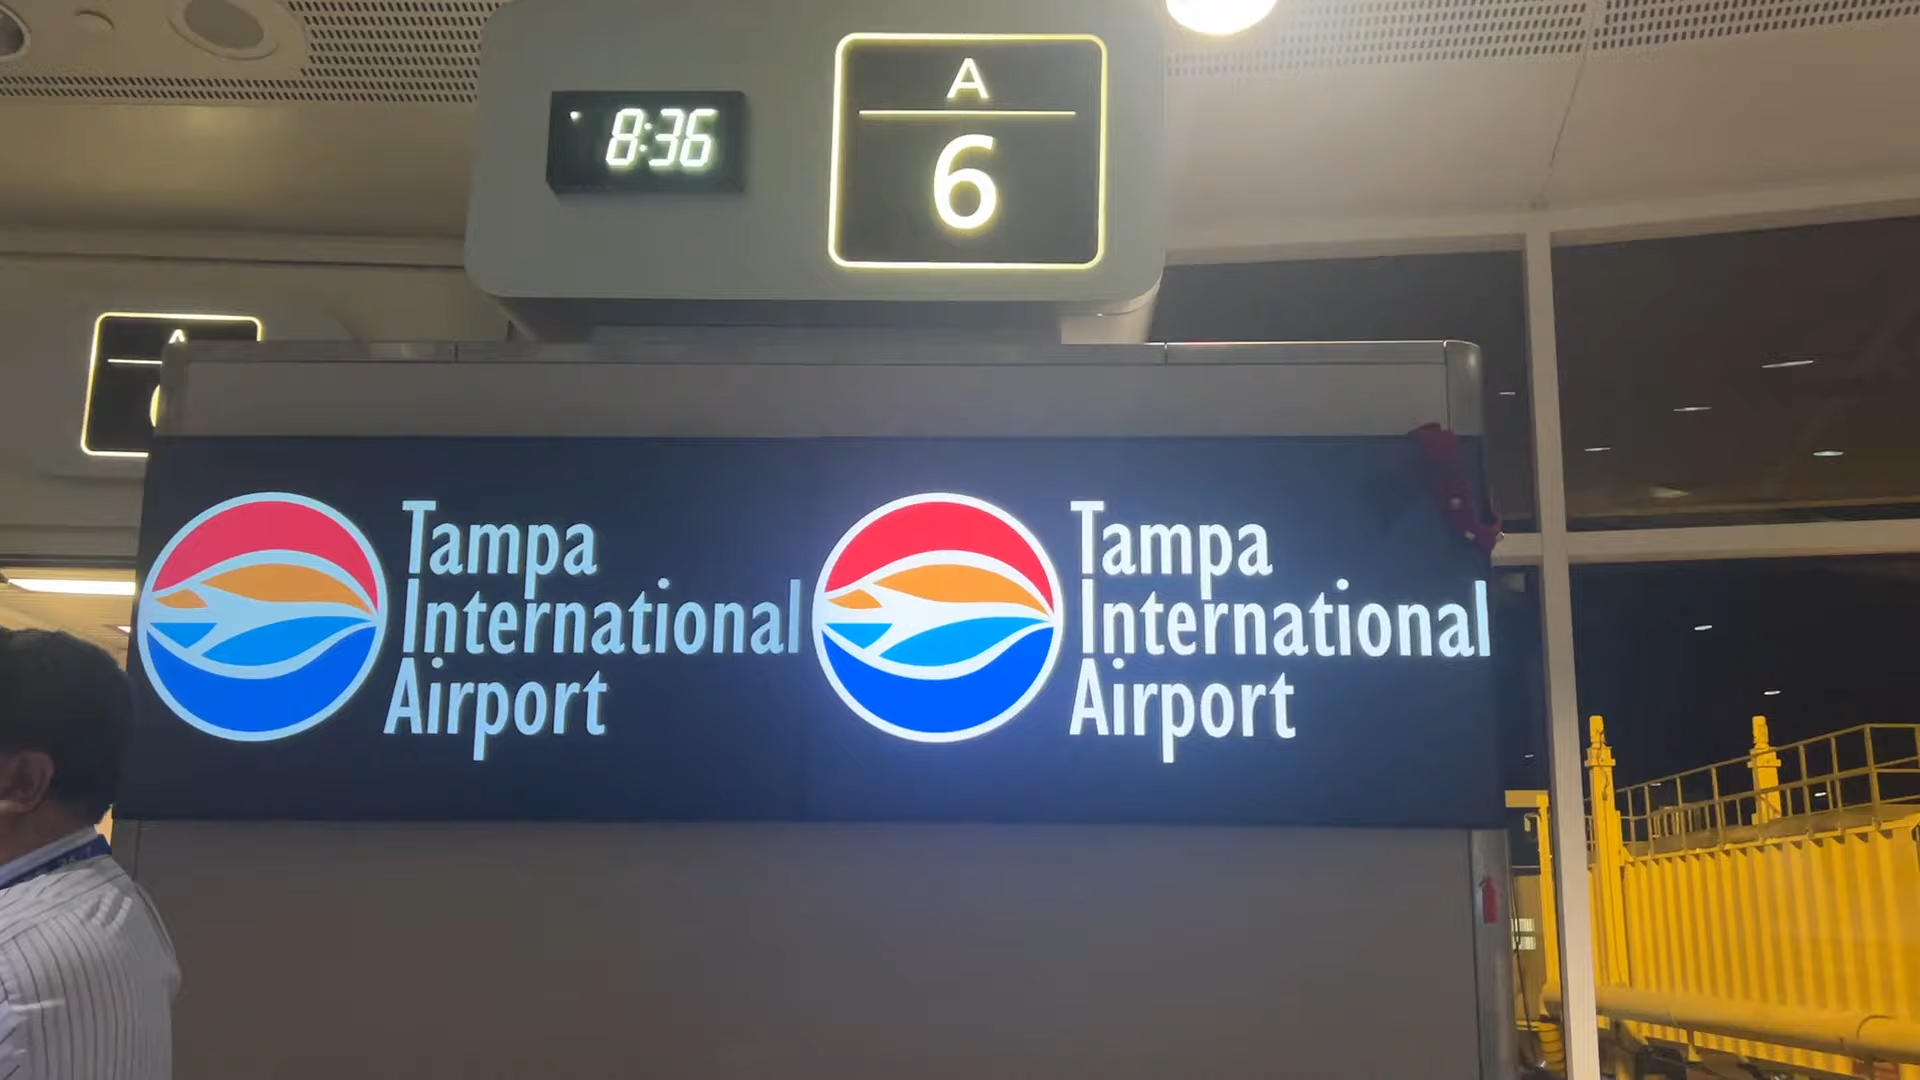 8:36
A
6
A
Tampa
International
Airport
Tampa
International
Airport